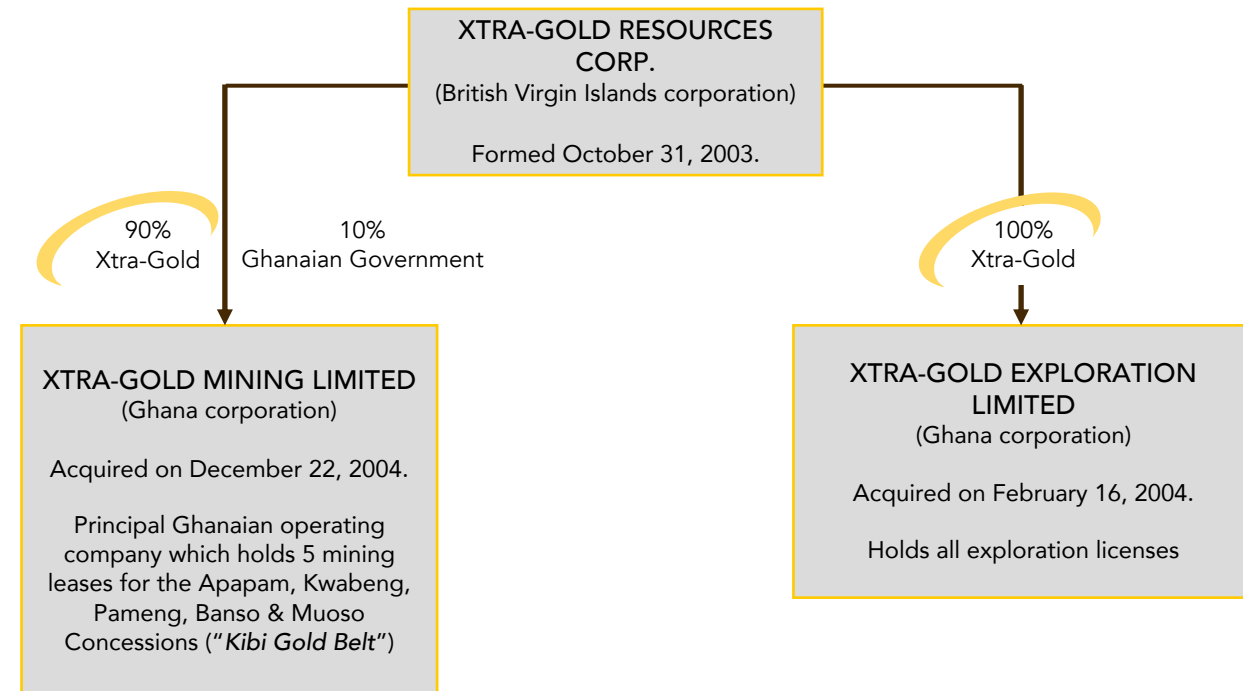 XTRA-GOLD RESOURCES
CORP.
(British Virgin Islands corporation)
Formed October 31, 2003.
90%
Xtra-Gold
10%
Ghanaian Government
100%
Xtra-Gold
XTRA-GOLD MINING LIMITED
(Ghana corporation)
Acquired on December 22, 2004.
Principal Ghanaian operating
company which holds 5 mining
leases for the Apapam, Kwabeng,
Pameng, Banso & Muoso
Concessions ("Kibi Gold Belt")
XTRA-GOLD EXPLORATION
LIMITED
(Ghana corporation)
Acquired on February 16, 2004.
Holds all exploration licenses